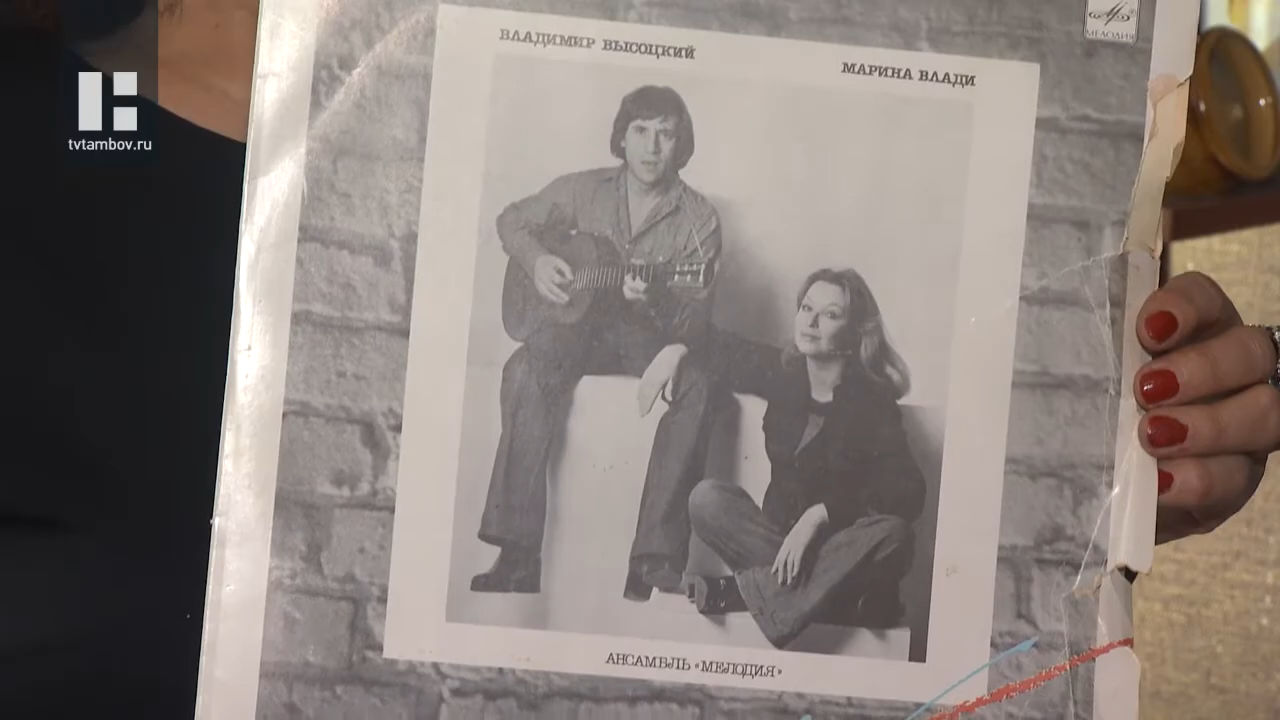 ВЛАДИМИР ВЫСОЦКИЙ
МАРИНА ВЛАДИ
МЕЛОДИЯ
tvtambov.ru
АНСАМБЛЬ «МЕЛОДИЯ»